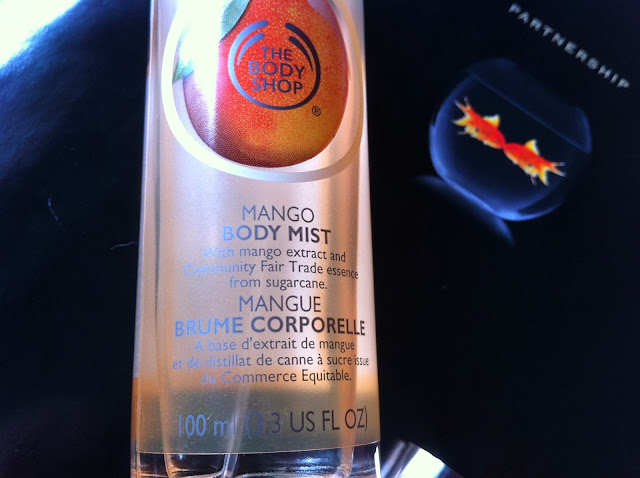 THE
BODY
SHOP
®
PARTNERSHIP
MANGO
BODY MIST
With mango extract and
Community Fair Trade essence
from sugarcane.
MANGUE
BRUME CORPORELLE
A base d'extrait de mangue
et de distillat de canne à sucre issue
du Commerce Equitable.
100 ml (3.3 US FL OZ)